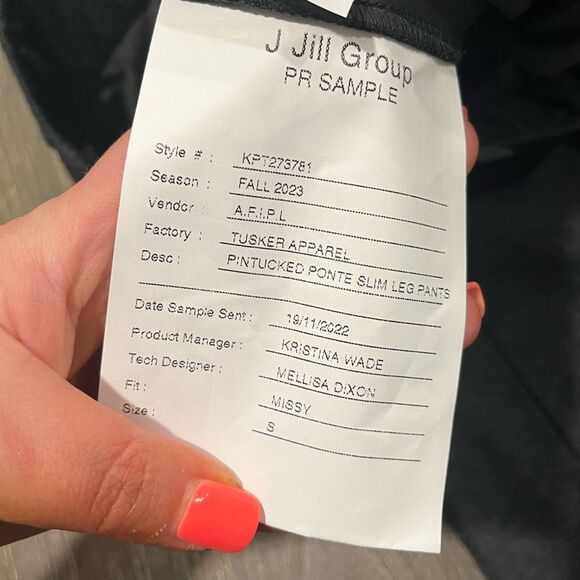 J Jill Group
PR SAMPLE
Style # : KPT273781
Season : FALL 2023
Vendor : A.F.I.P.L
Factory : TUSKER APPAREL
Desc : PINTUCKED PONTE SLIM LEG PANTS
Date Sample Sent : 19/11/2022
Product Manager : KRISTINA WADE
Tech Designer : MELLISA DIXON
Fit : MISSY
Size : S